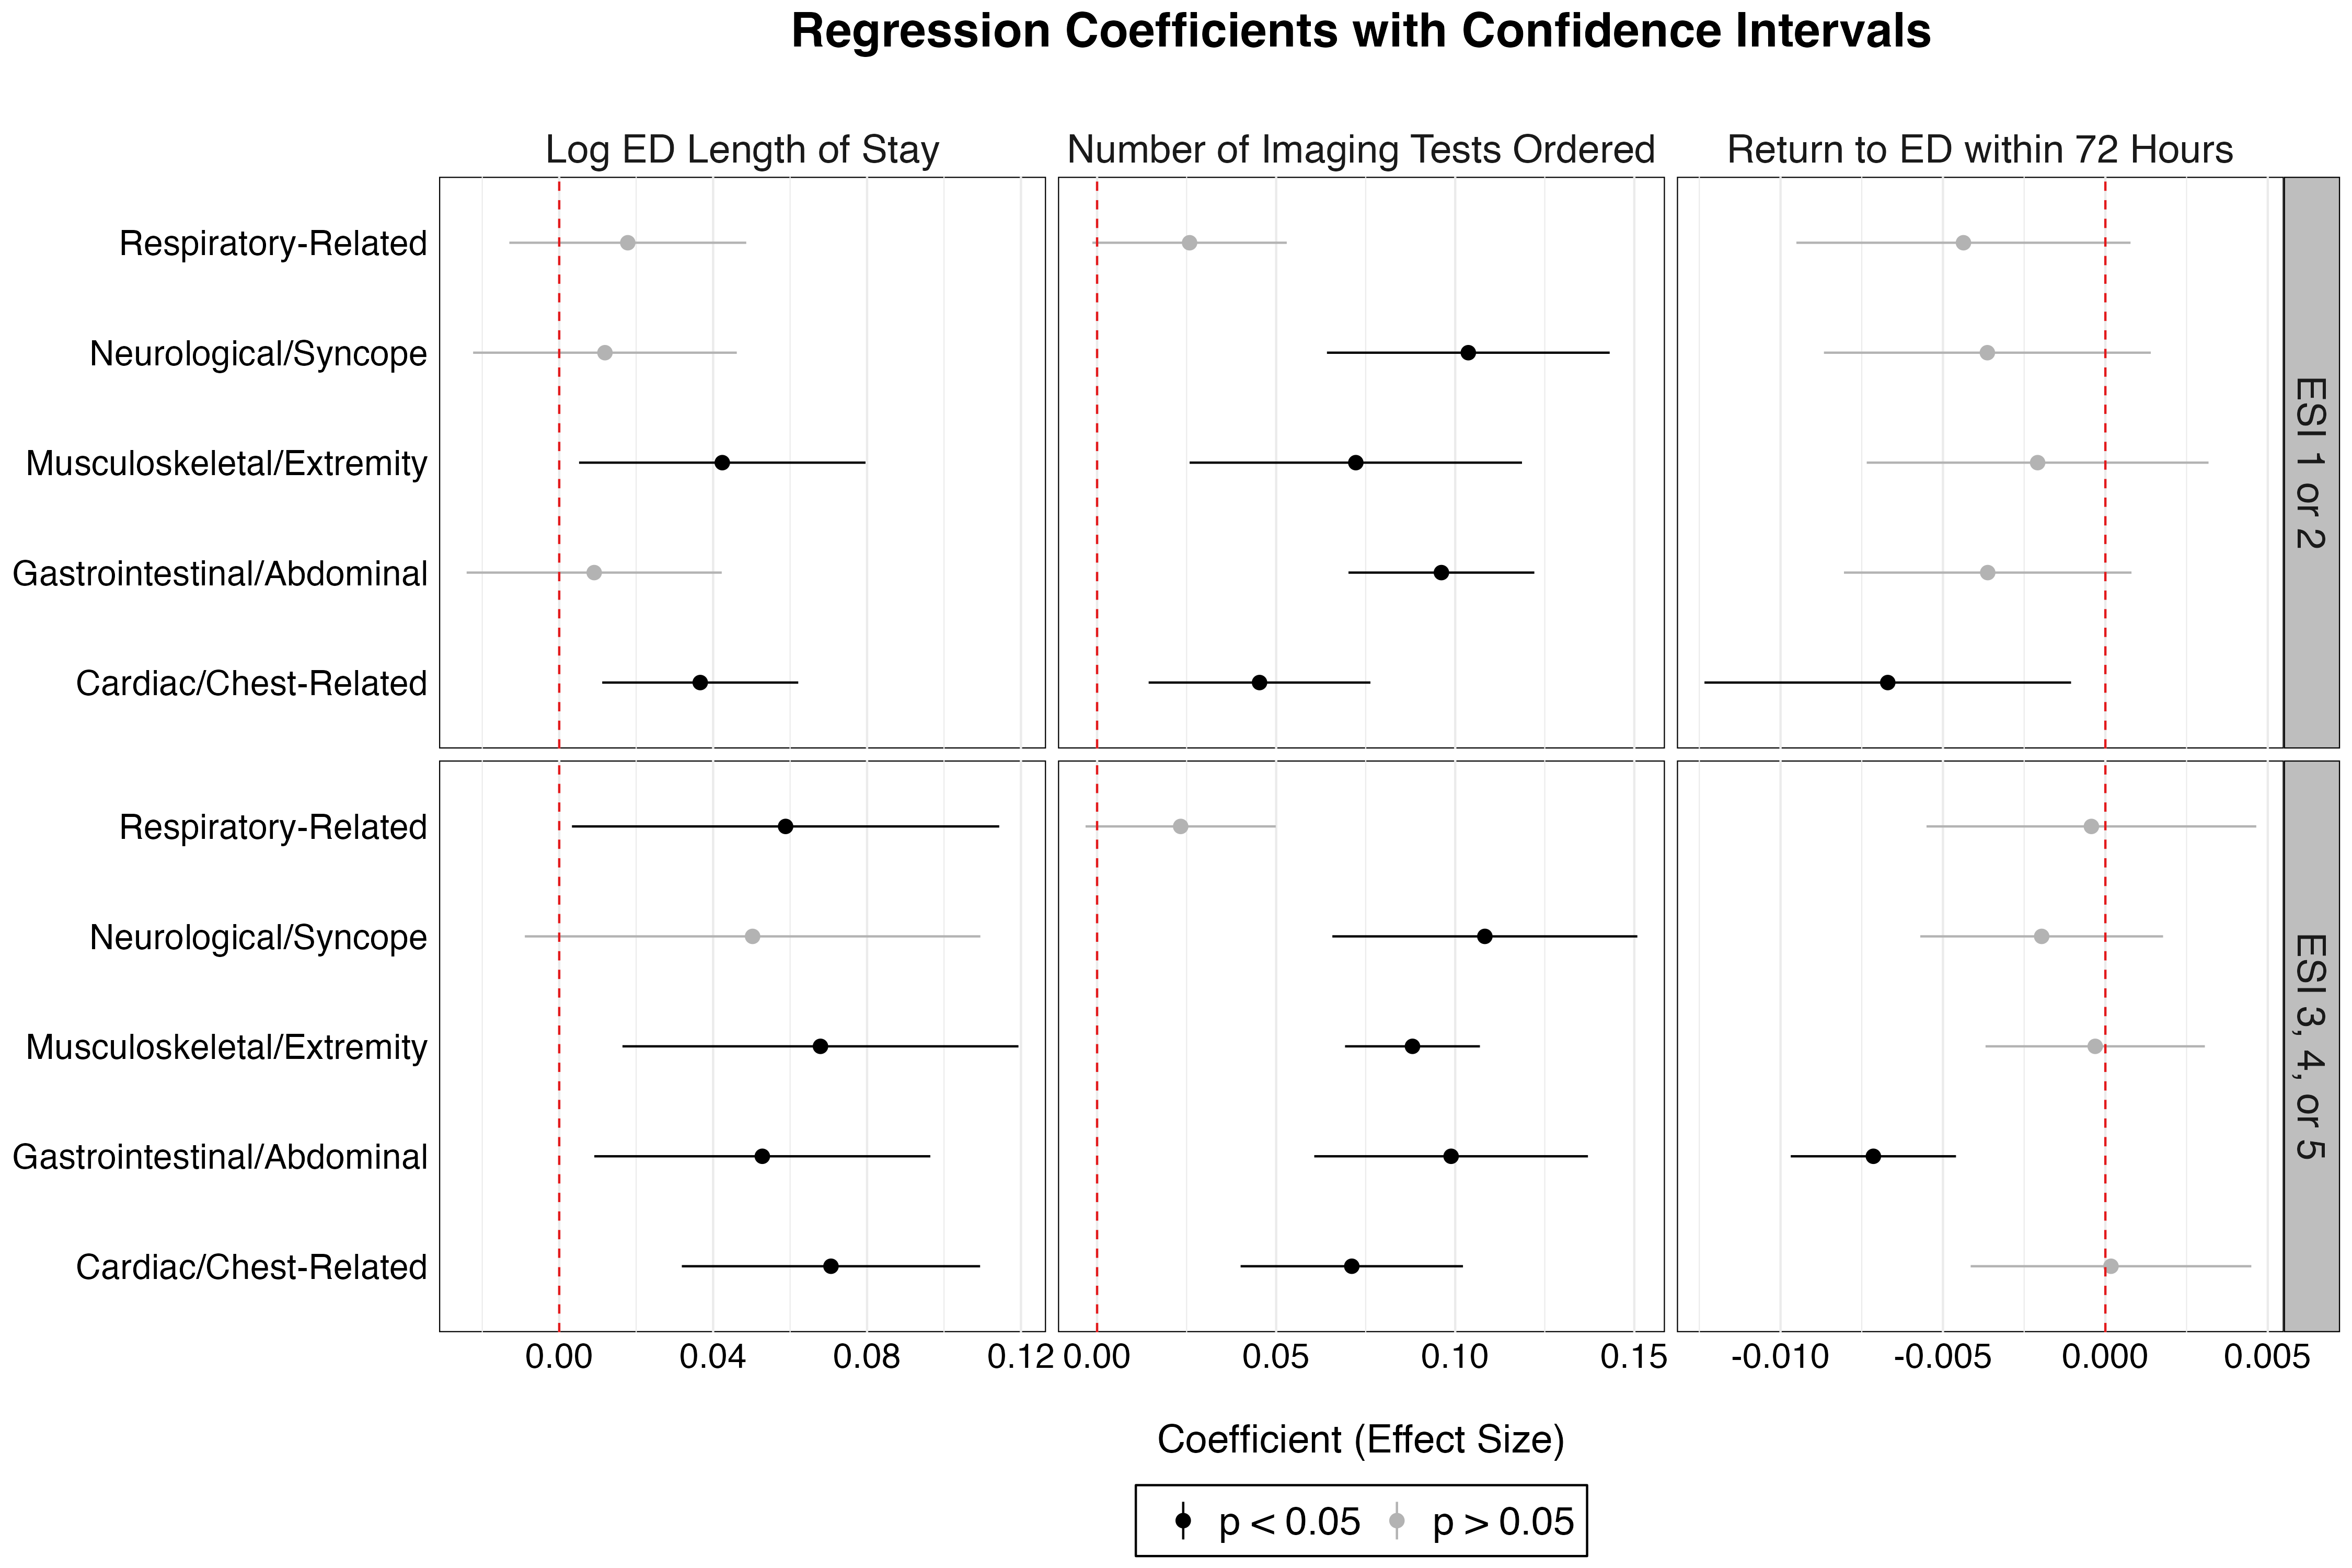 Regression Coefficients with Confidence Intervals
Log ED Length of Stay
Number of Imaging Tests Ordered
Return to ED within 72 Hours
Respiratory-Related
Neurological/Syncope
Musculoskeletal/Extremity
Gastrointestinal/Abdominal
Cardiac/Chest-Related
ESI 1 or 2
Respiratory-Related
Neurological/Syncope
Musculoskeletal/Extremity
Gastrointestinal/Abdominal
Cardiac/Chest-Related
ESI 3, 4, or 5
0.00 0.04 0.08 0.12
0.00 0.05 0.10 0.15
-0.010 -0.005 0.000 0.005
Coefficient (Effect Size)
p < 0.05 p > 0.05